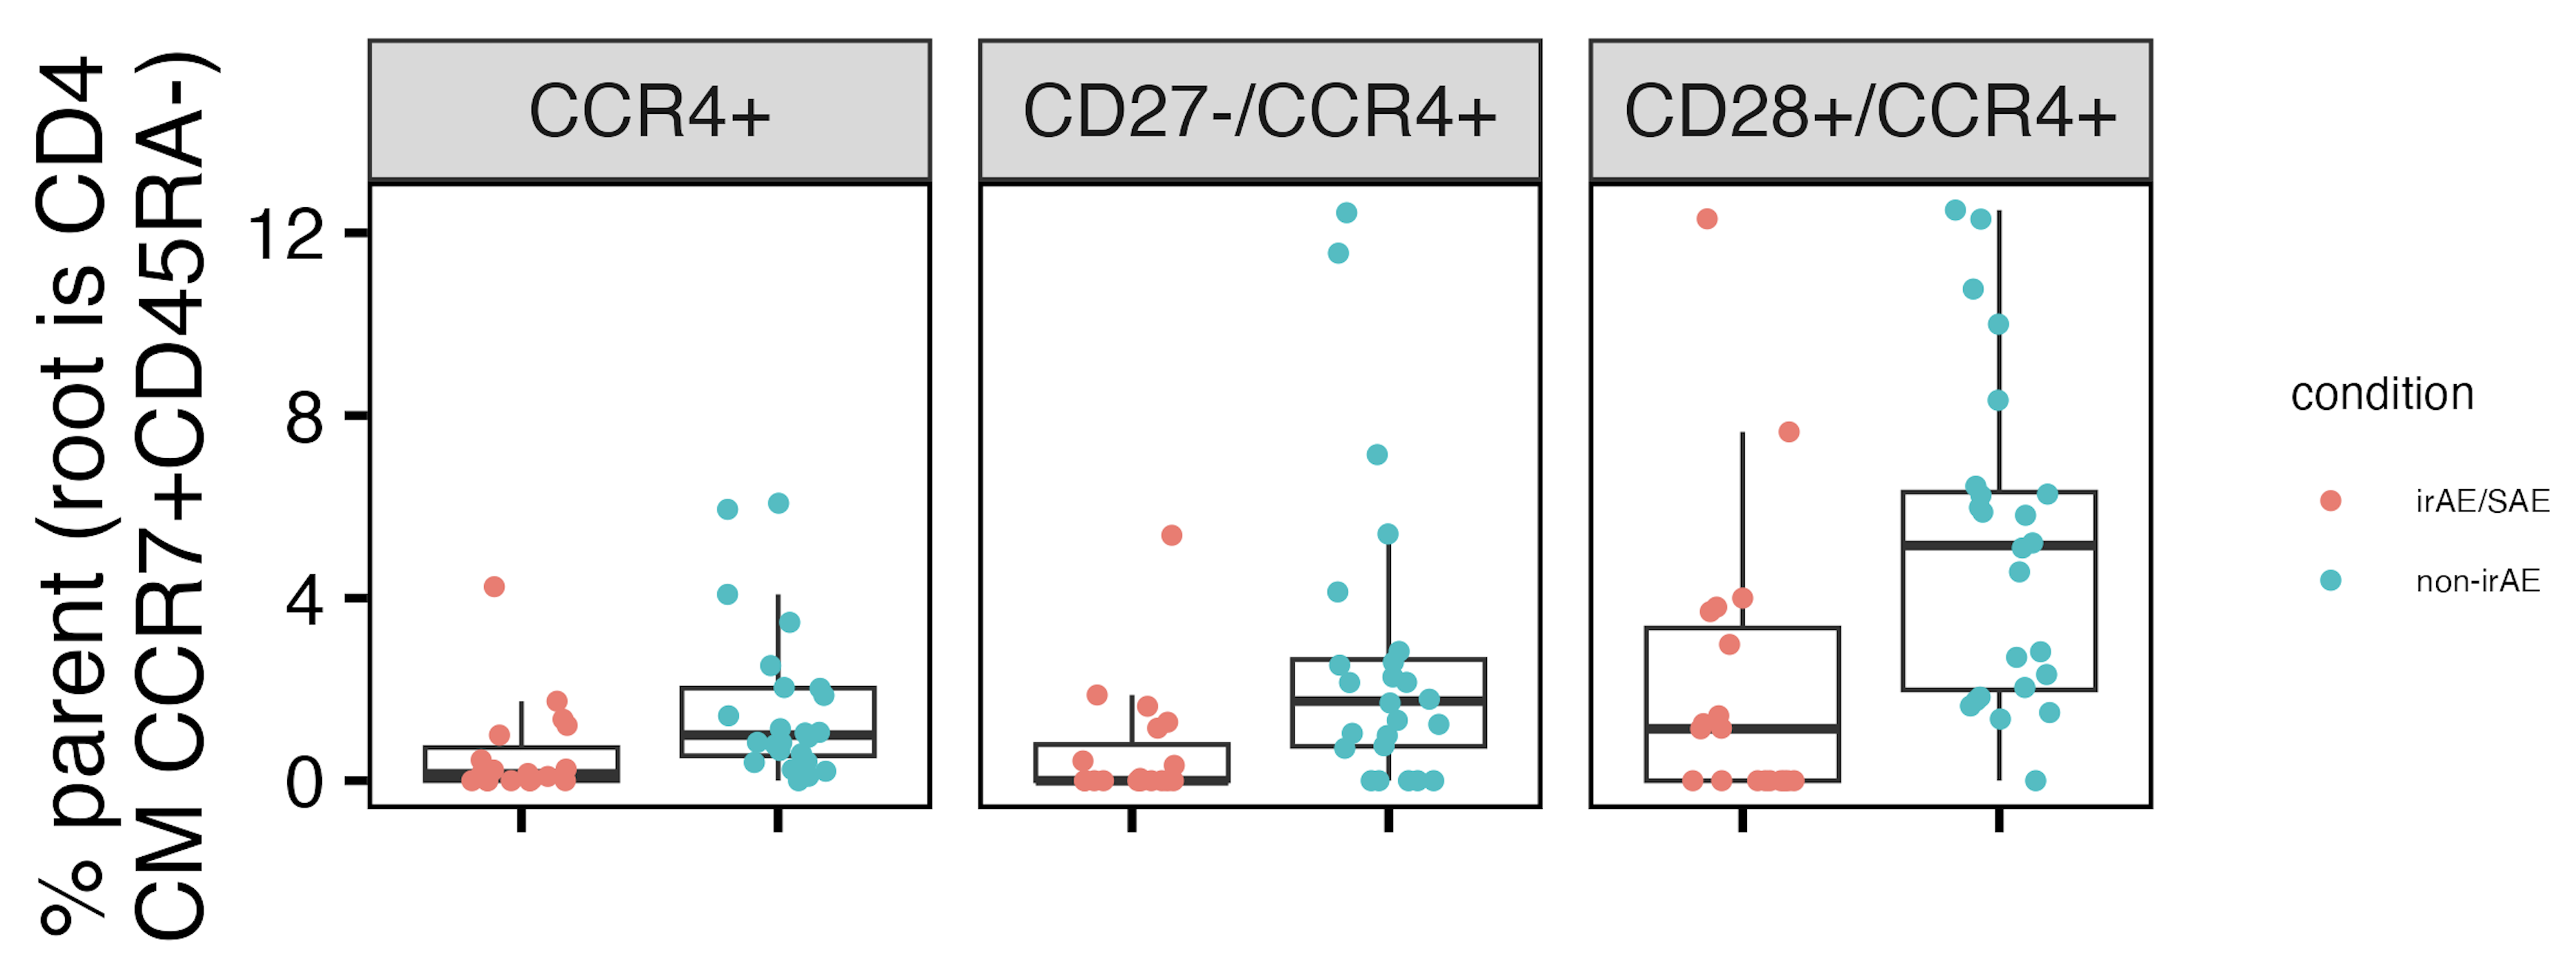 % parent (root is CD4
CM CCR7+CD45RA-)
CCR4+
CD27-/CCR4+
CD28+/CCR4+
12
8
4
0
condition
irAE/SAE
non-irAE